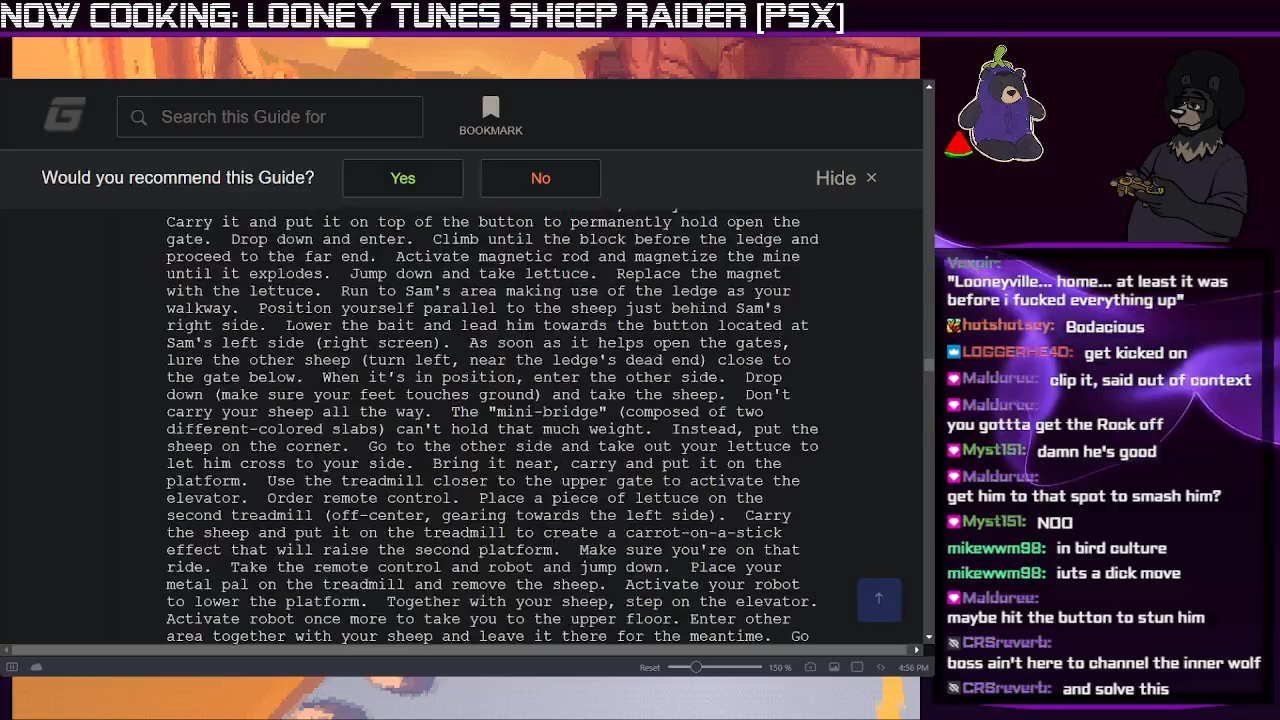 NOW COOKING: LOONEY TUNES SHEEP RAIDER [PSX]
Search this Guide for
BOOKMARK
Would you recommend this Guide?
Yes
No
Hide ×
Carry it and put it on top of the button to permanently hold open the
gate.  Drop down and enter.  Climb until the block before the ledge and
proceed to the far end.  Activate magnetic rod and magnetize the mine
until it explodes.  Jump down and take lettuce.  Replace the magnet
with the lettuce.  Run to Sam's area making use of the ledge as your
walkway.  Position yourself parallel to the sheep just behind Sam's
right side.  Lower the bait and lead him towards the button located at
Sam's left side (right screen).  As soon as it helps open the gates,
lure the other sheep (turn left, near the ledge's dead end) close to
the gate below.  When it's in position, enter the other side.  Drop
down (make sure your feet touches ground) and take the sheep.  Don't
carry your sheep all the way.  The "mini-bridge" (composed of two
different-colored slabs) can't hold that much weight.  Instead, put the
sheep on the corner.  Go to the other side and take out your lettuce to
let him cross to your side.  Bring it near, carry and put it on the
platform.  Use the treadmill closer to the upper gate to activate the
elevator.  Order remote control.  Place a piece of lettuce on the
second treadmill (off-center, gearing towards the left side).  Carry
the sheep and put it on the treadmill to create a carrot-on-a-stick
effect that will raise the second platform.  Make sure you're on that
ride.  Take the remote control and robot and jump down.  Place your
metal pal on the treadmill and remove the sheep.  Activate your robot
to lower the platform.  Together with your sheep, step on the elevator.
Activate robot once more to take you to the upper floor. Enter other
area together with your sheep and leave it there for the meantime.  Go
Reset
150 %
4:56 PM
Vexoir:
"Looneyville... home... at least it was
before i fucked everything up"
hotshotsey: Bodacious
LOGGERHE4D: get kicked on
Malduree: clip it, said out of context
Malduree:
you gottta get the Rock off
Myst151: damn he's good
Malduree:
get him to that spot to smash him?
Myst151: NOO
mikewwm98: in bird culture
mikewwm98: iuts a dick move
Malduree:
maybe hit the button to stun him
CRSreverb:
boss ain't here to channel the inner wolf
CRSreverb: and solve this